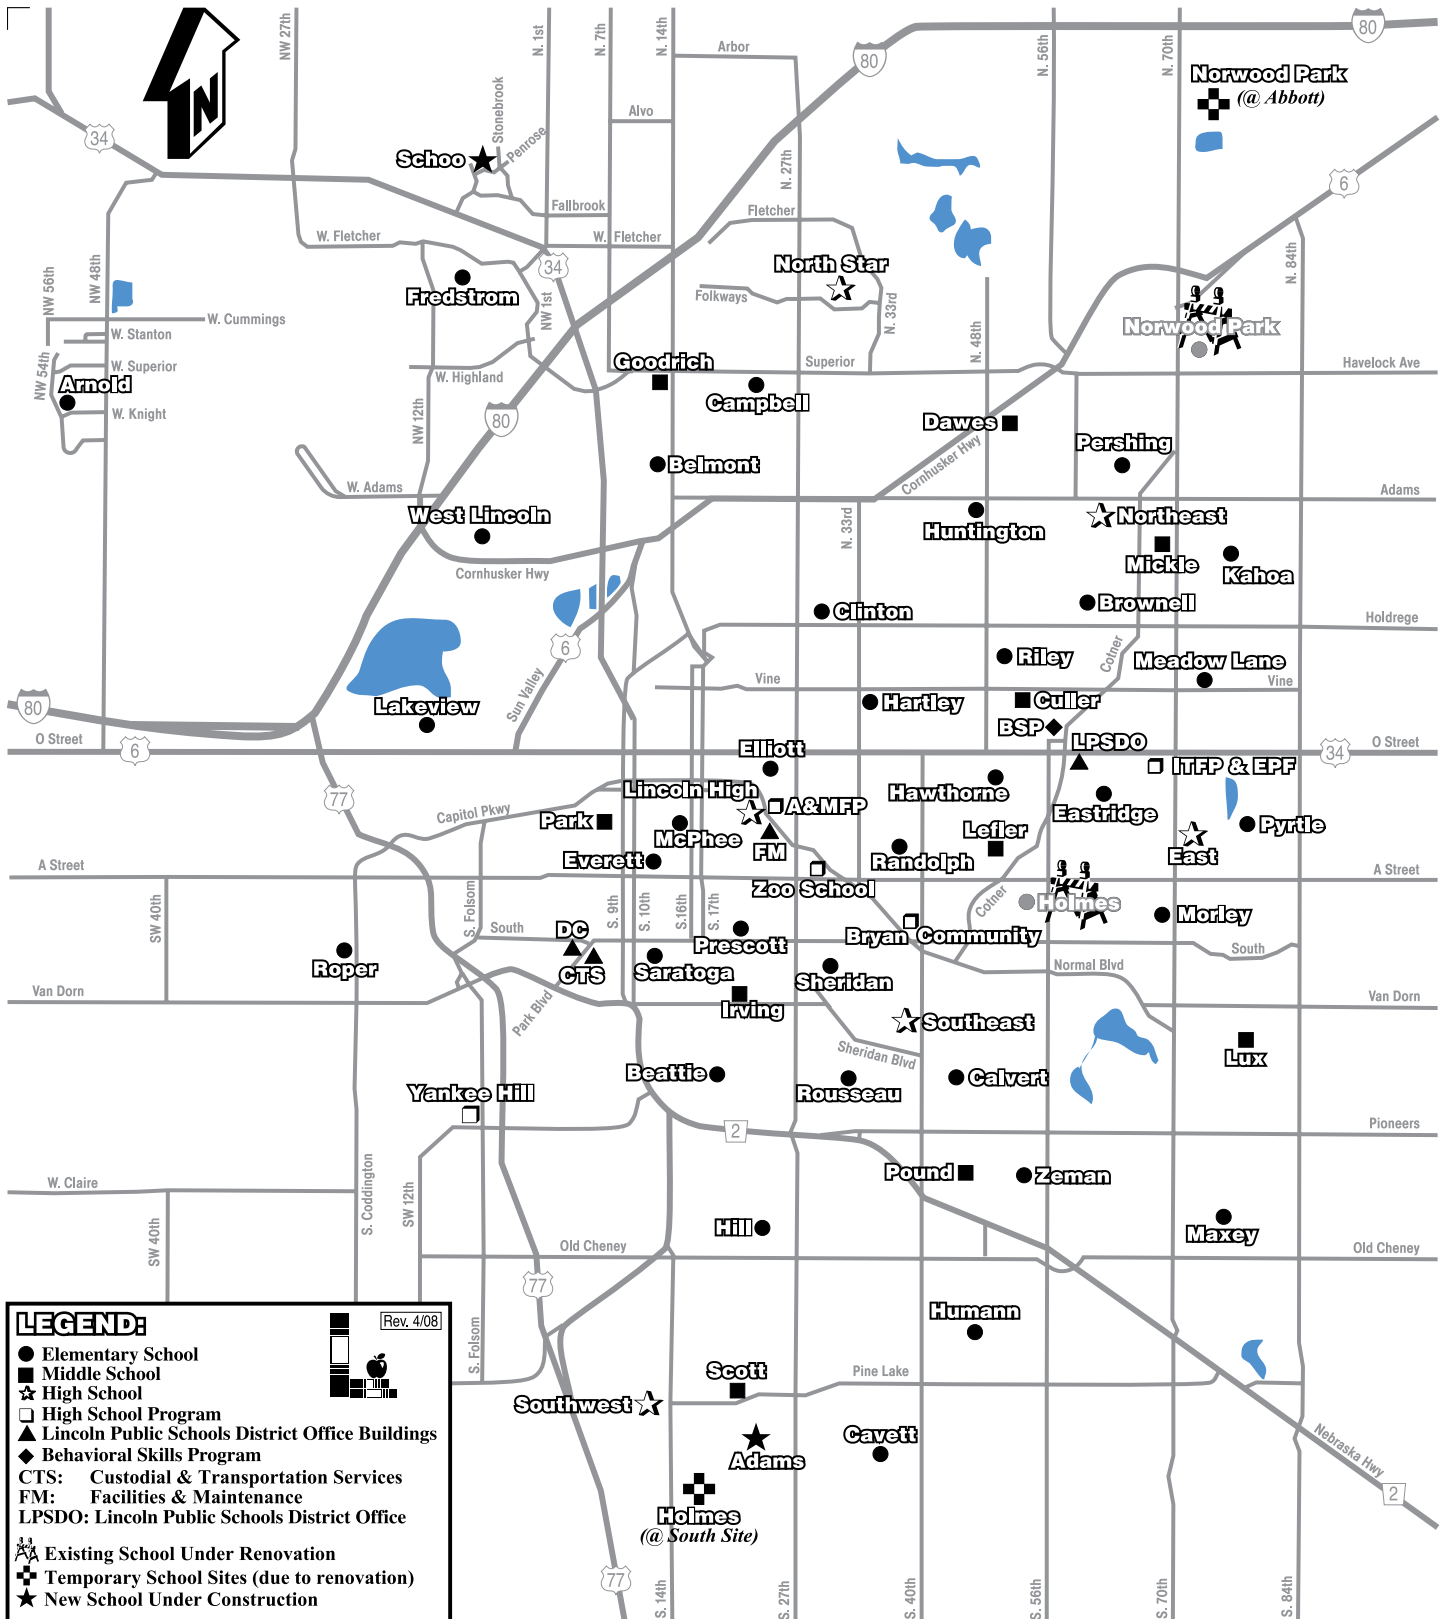 NW 27th
N. 1st
N. 7th
N. 14th
Arbor
80
N. 56th
N. 70th
80
Norwood Park
(@ Abbott)
N
34
Schoo
Stonebrook
Penrose
Alvo
N. 27th
6
Fallbrook
Fletcher
W. Fletcher
W. Fletcher
34
North Star
NW 56th
NW 48th
Fredstrom
NW 1st
Folkways
N. 33rd
N. 48th
N. 84th
W. Cummings
W. Stanton
Norwood Park
NW 54th
W. Superior
Goodrich
Superior
Havelock Ave
Arnold
W. Highland
Campbell
W. Knight
NW 12th
80
Dawes
Cornhusker Hwy
Pershing
Belmont
W. Adams
Adams
West Lincoln
N. 33rd
Huntington
Northeast
Mickle
Kahoa
Cornhusker Hwy
Clinton
Brownell
Holdrege
6
Riley
Cotner
Meadow Lane
Vine
Vine
Sun Valley
Lakeview
Hartley
Culler
80
BSP
O Street
6
LPSDO
34
O Street
Elliott
ITFP & EPF
77
Lincoln High
A&MFP
Hawthorne
Eastridge
Capitol Pkwy
Park
McPhee
FM
Lefler
Pyrtle
East
A Street
Everett
Zoo School
Randolph
A Street
Holmes
SW 40th
S. Folsom
S. 9th
S. 10th
S.16th
S. 17th
Cotner
Morley
South
DC
Prescott
Bryan Community
South
Roper
CTS
Saratoga
Sheridan
Normal Blvd
Van Dorn
Park Blvd
Irving
Van Dorn
Southeast
Sheridan Blvd
Lux
Beattie
Rousseau
Calvert
Yankee Hill
2
Pioneers
W. Claire
S. Coddington
SW 12th
Pound
Zeman
SW 40th
Hill
Maxey
Old Cheney
Old Cheney
77
Humann
S. Folsom
Scott
Pine Lake
Southwest
Adams
Cavett
Nebraska Hwy
2
Holmes
(@ South Site)
77
S. 14th
S. 27th
S. 40th
S. 56th
S. 70th
S. 84th
LEGEND:
Rev. 4/08
Elementary School
Middle School
High School
High School Program
Lincoln Public Schools District Office Buildings
Behavioral Skills Program
CTS: Custodial & Transportation Services
FM: Facilities & Maintenance
LPSDO: Lincoln Public Schools District Office
Existing School Under Renovation
Temporary School Sites (due to renovation)
New School Under Construction